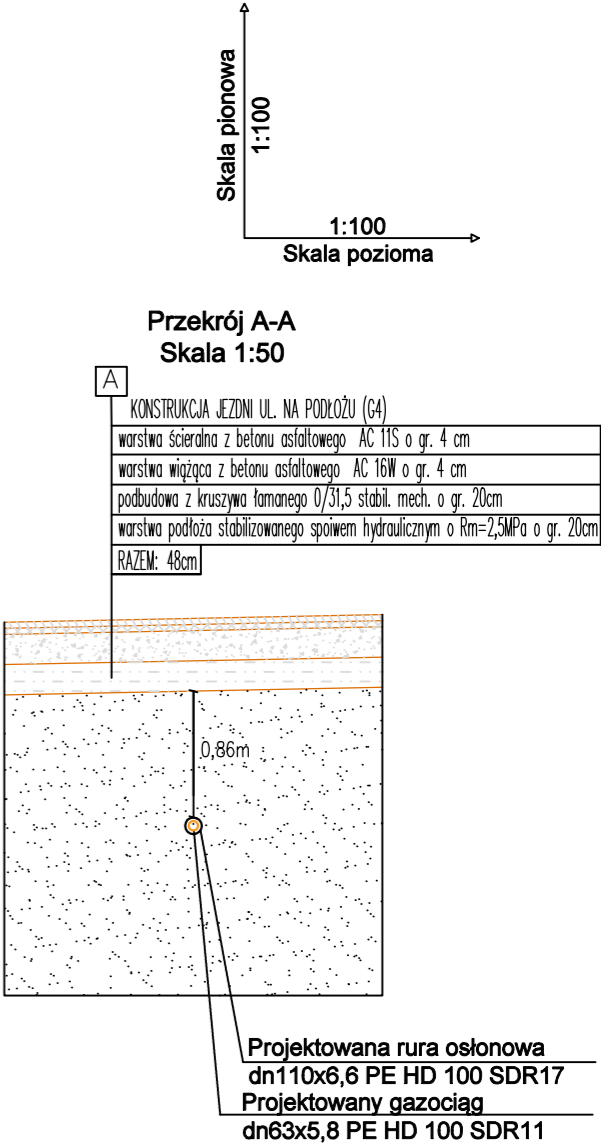 Skala pionowa
1:100
1:100
Skala pozioma
Przekrój A-A
Skala 1:50
A
KONSTRUKCJA JEZDNI UL. NA PODŁOŻU (G4)
warstwa ścieralna z betonu asfaltowego AC 11S o gr. 4 cm
warstwa wiążąca z betonu asfaltowego AC 16W o gr. 4 cm
podbudowa z kruszywa łamanego 0/31,5 stabil. mech. o gr. 20cm
warstwa podłoża stabilizowanego spoiwem hydraulicznym o Rm=2,5MPa o gr. 20cm
RAZEM: 48cm
0,86m
Projektowana rura osłonowa
dn110x6,6 PE HD 100 SDR17
Projektowany gazociąg
dn63x5,8 PE HD 100 SDR11